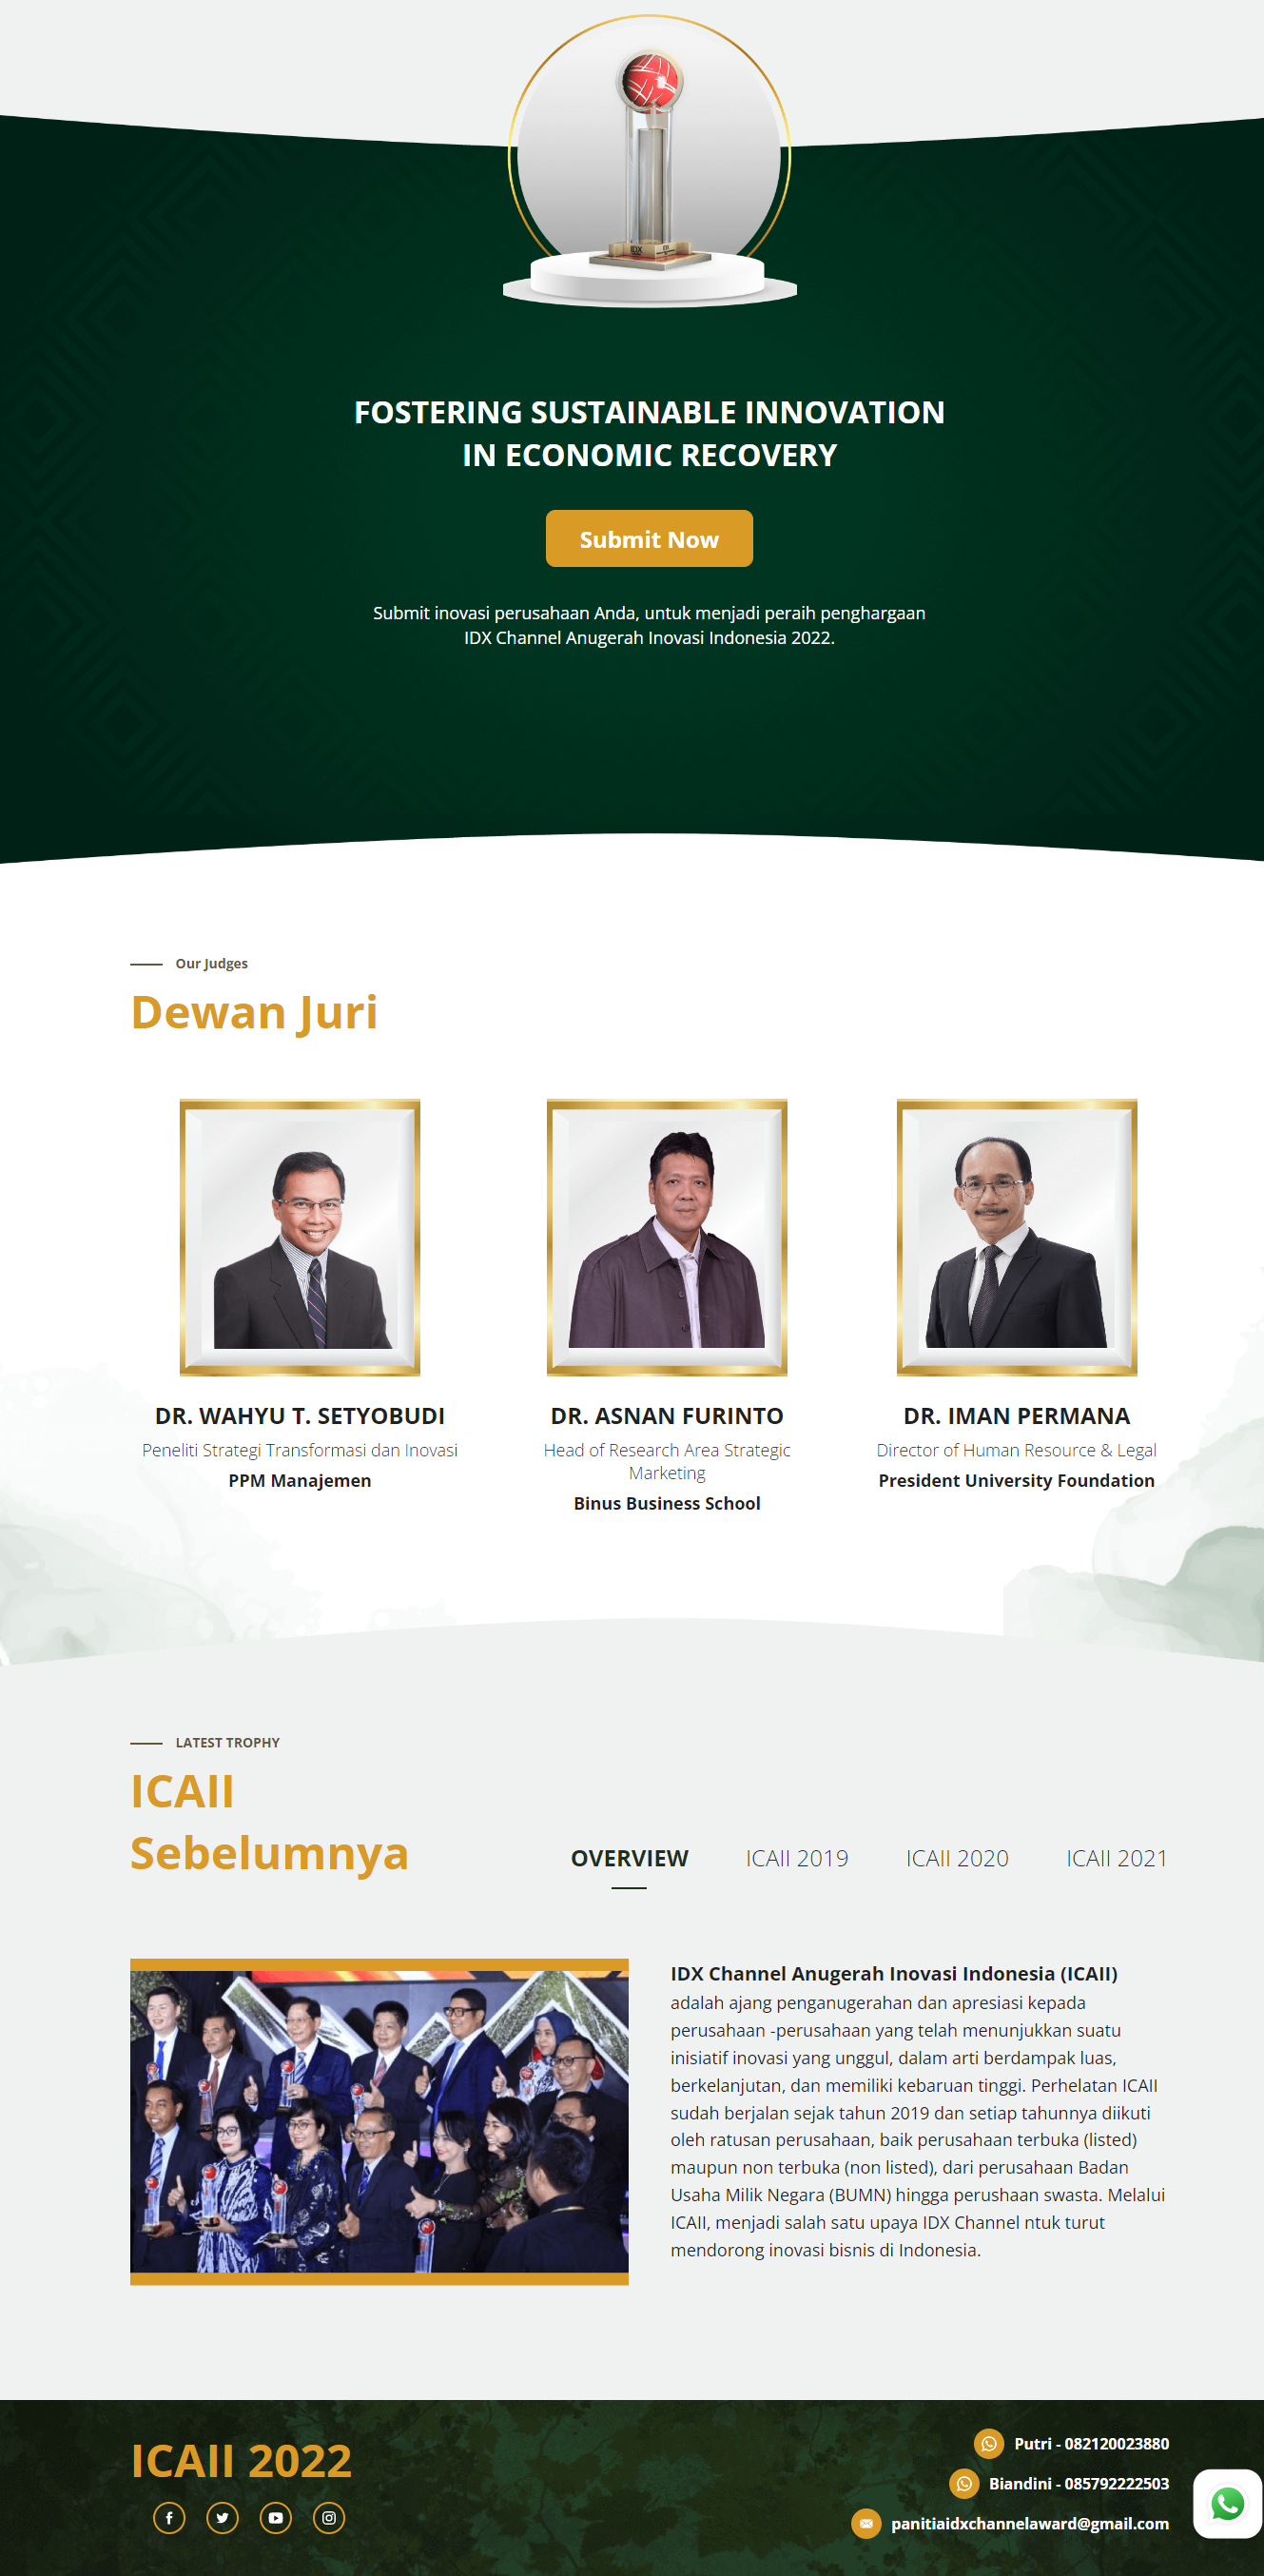 IDX
FOSTERING SUSTAINABLE INNOVATION
IN ECONOMIC RECOVERY
Submit Now
Submit inovasi perusahaan Anda, untuk menjadi peraih penghargaan
IDX Channel Anugerah Inovasi Indonesia 2022.
Our Judges
Dewan Juri
DR. WAHYU T. SETYOBUDI
Peneliti Strategi Transformasi dan Inovasi
PPM Manajemen
DR. ASNAN FURINTO
Head of Research Area Strategic
Marketing
Binus Business School
DR. IMAN PERMANA
Director of Human Resource & Legal
President University Foundation
LATEST TROPHY
ICAII
Sebelumnya
OVERVIEW ICAII 2019 ICAII 2020 ICAII 2021
IDX Channel Anugerah Inovasi Indonesia (ICAII)
adalah ajang penganugerahan dan apresiasi kepada
perusahaan -perusahaan yang telah menunjukkan suatu
inisiatif inovasi yang unggul, dalam arti berdampak luas,
berkelanjutan, dan memiliki kebaruan tinggi. Perhelatan ICAII
sudah berjalan sejak tahun 2019 dan setiap tahunnya diikuti
oleh ratusan perusahaan, baik perusahaan terbuka (listed)
maupun non terbuka (non listed), dari perusahaan Badan
Usaha Milik Negara (BUMN) hingga perushaan swasta. Melalui
ICAII, menjadi salah satu upaya IDX Channel ntuk turut
mendorong inovasi bisnis di Indonesia.
ICAII 2022
Putri - 082120023880
Biandini - 085792222503
panitiaidxchannelaward@gmail.com